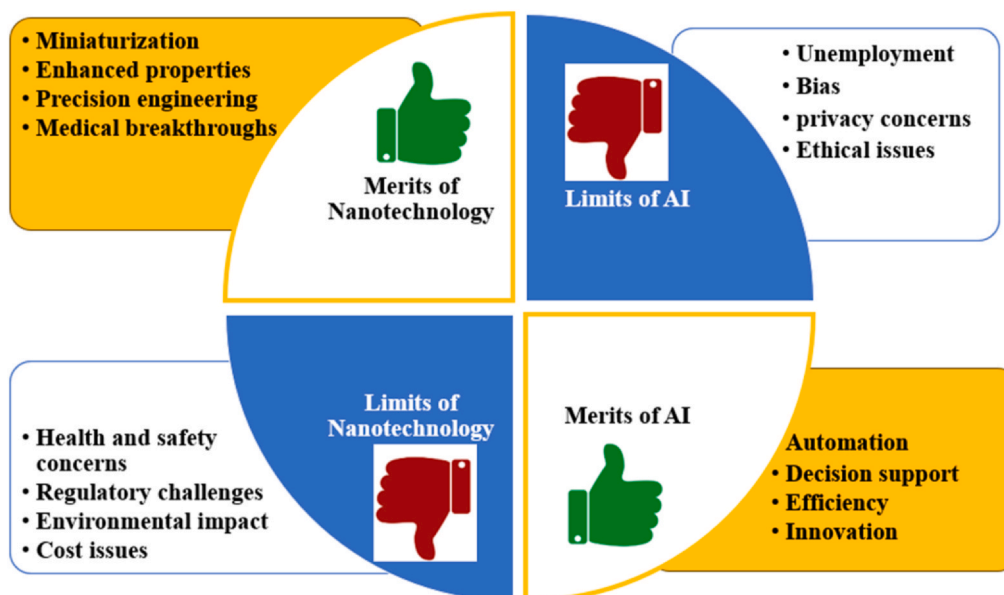 • Miniaturization
• Enhanced properties
• Precision engineering
• Medical breakthroughs
Merits of
Nanotechnology
Limits of AI
• Unemployment
• Bias
• privacy concerns
• Ethical issues
• Health and safety
concerns
• Regulatory challenges
• Environmental impact
• Cost issues
Limits of
Nanotechnology
Merits of AI
Automation
• Decision support
• Efficiency
• Innovation